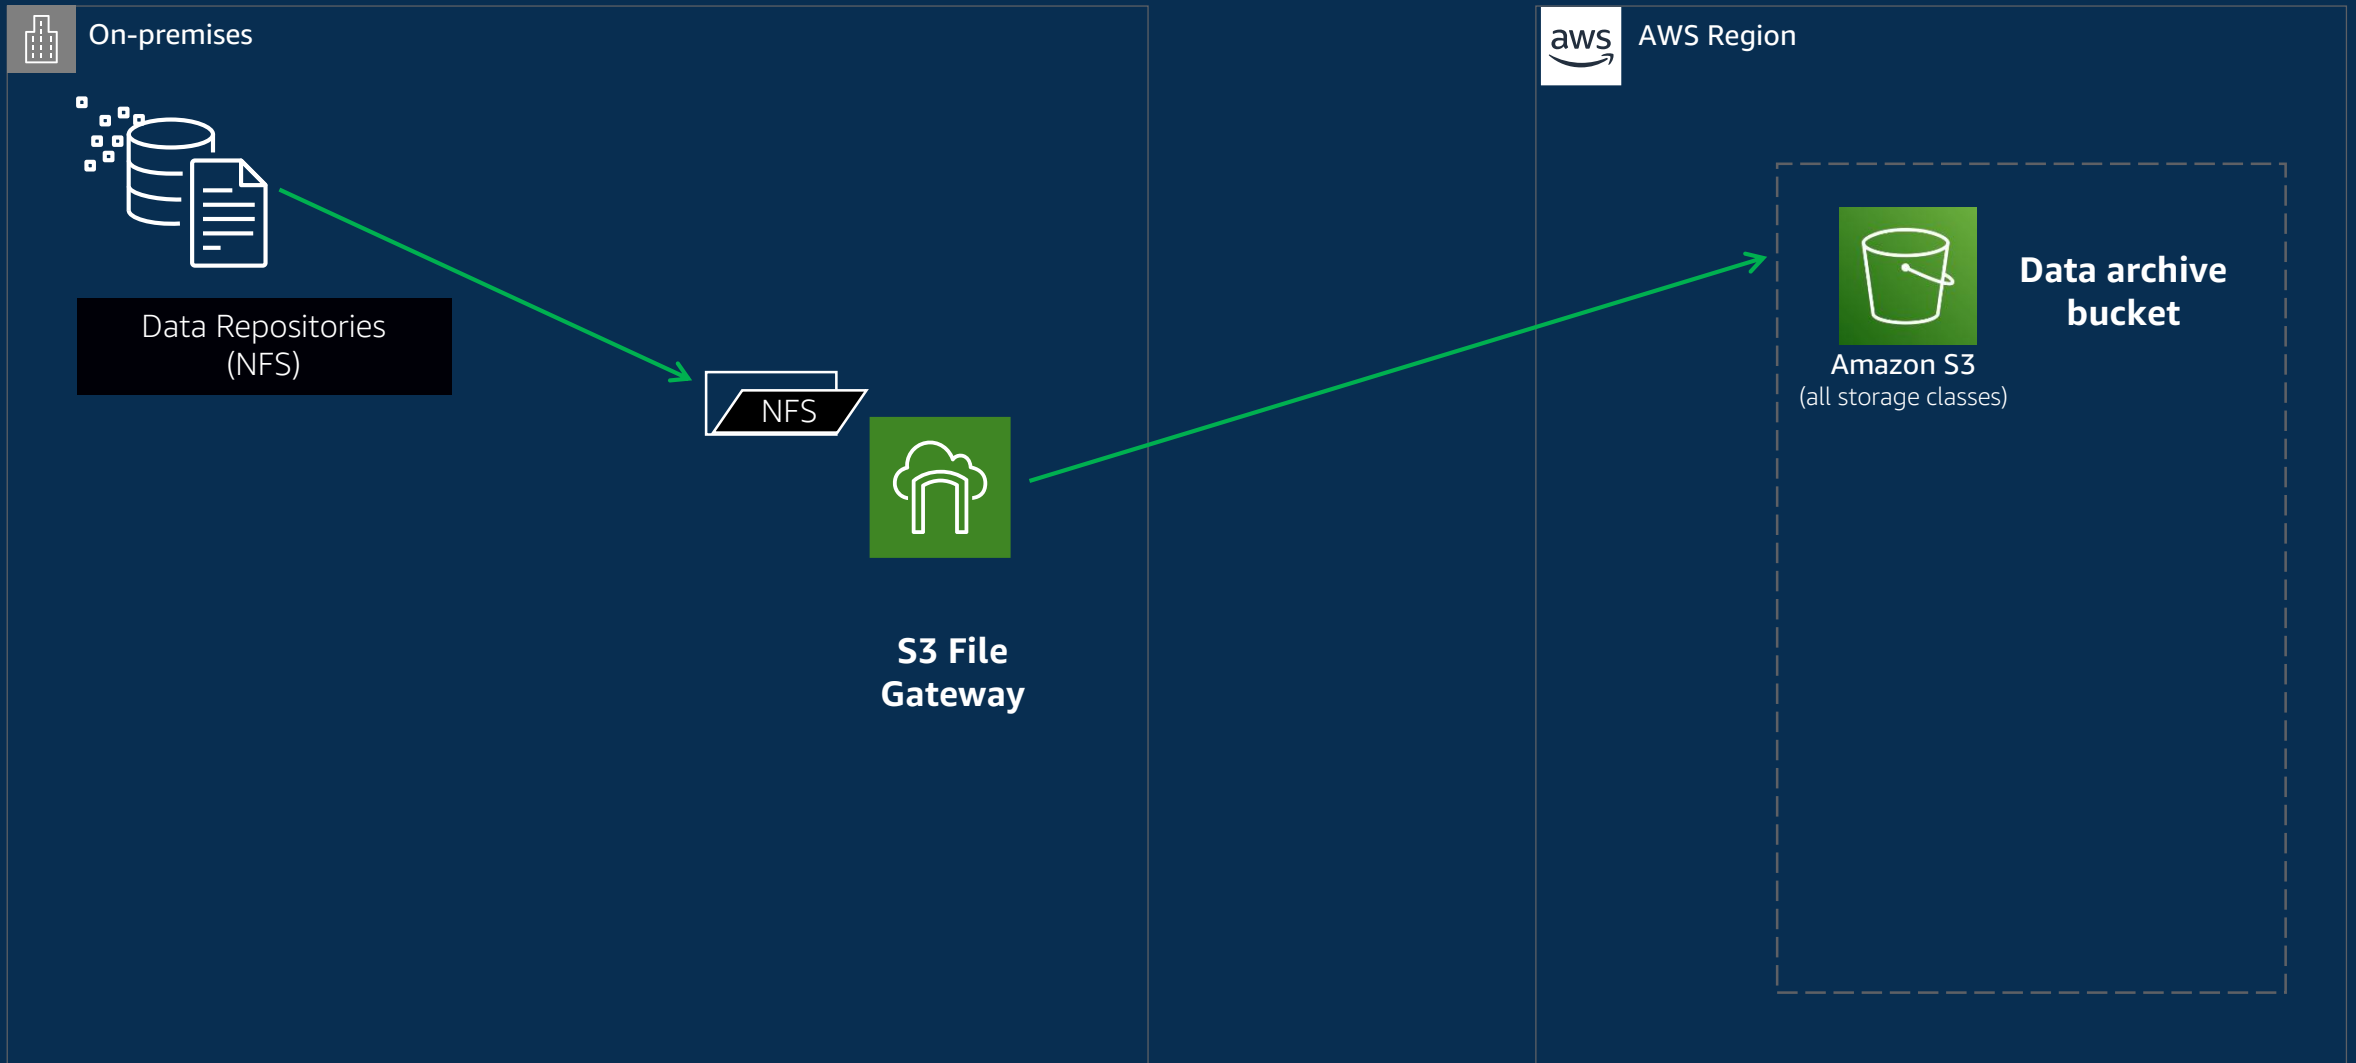 On-premises
aws
AWS Region
Data Repositories
(NFS)
NFS
S3 File
Gateway
Amazon S3
(all storage classes)
Data archive
bucket